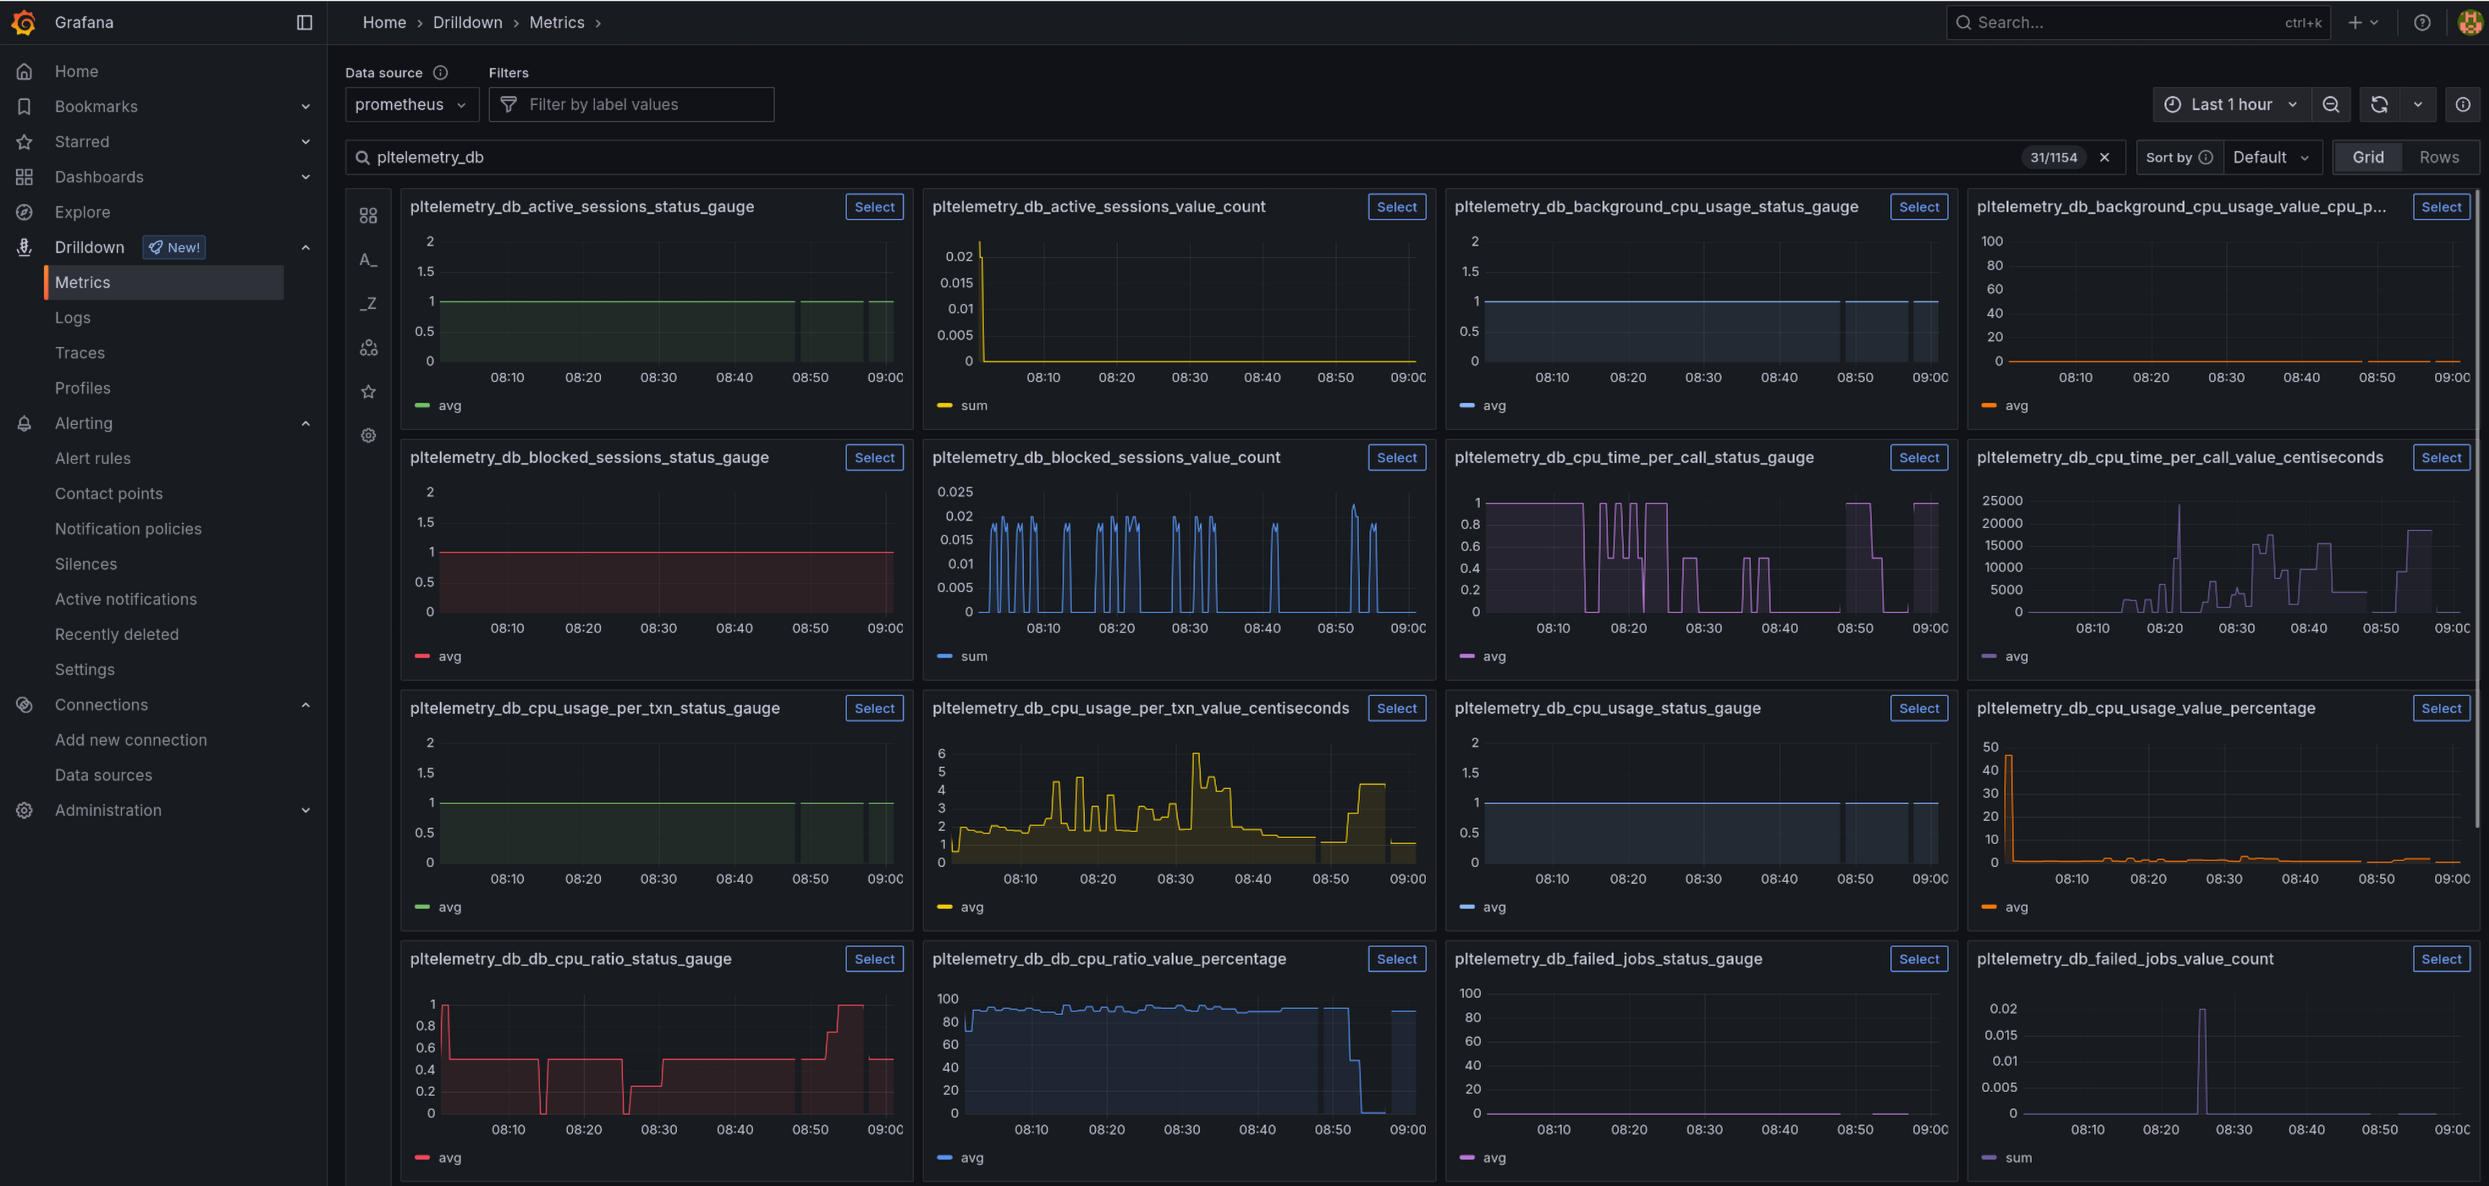 Grafana
Home › Drilldown › Metrics ›
Search...
ctrl+k
Home
Bookmarks
Starred
Dashboards
Explore
Drilldown
New!
Metrics
Logs
Traces
Profiles
Alerting
Alert rules
Contact points
Notification policies
Silences
Active notifications
Recently deleted
Settings
Connections
Add new connection
Data sources
Administration
Data source
Filters
prometheus
Filter by label values
Last 1 hour
pltelemetry_db
31/1154
Sort by
Default
Grid
Rows
A_
_Z
pltelemetry_db_active_sessions_status_gauge
Select
2
1.5
1
0.5
0
08:10 08:20 08:30 08:40 08:50 09:00
avg
pltelemetry_db_active_sessions_value_count
Select
0.02
0.015
0.01
0.005
0
08:10 08:20 08:30 08:40 08:50 09:00
sum
pltelemetry_db_background_cpu_usage_status_gauge
Select
2
1.5
1
0.5
0
08:10 08:20 08:30 08:40 08:50 09:00
avg
pltelemetry_db_background_cpu_usage_value_cpu_p...
Select
100
80
60
40
20
0
08:10 08:20 08:30 08:40 08:50 09:00
avg
pltelemetry_db_blocked_sessions_status_gauge
Select
2
1.5
1
0.5
0
08:10 08:20 08:30 08:40 08:50 09:00
avg
pltelemetry_db_blocked_sessions_value_count
Select
0.025
0.02
0.015
0.01
0.005
0
08:10 08:20 08:30 08:40 08:50 09:00
sum
pltelemetry_db_cpu_time_per_call_status_gauge
Select
1
0.8
0.6
0.4
0.2
0
08:10 08:20 08:30 08:40 08:50 09:00
avg
pltelemetry_db_cpu_time_per_call_value_centiseconds
Select
25000
20000
15000
10000
5000
0
08:10 08:20 08:30 08:40 08:50 09:00
avg
pltelemetry_db_cpu_usage_per_txn_status_gauge
Select
2
1.5
1
0.5
0
08:10 08:20 08:30 08:40 08:50 09:00
avg
pltelemetry_db_cpu_usage_per_txn_value_centiseconds
Select
6
5
4
3
2
1
0
08:10 08:20 08:30 08:40 08:50 09:00
avg
pltelemetry_db_cpu_usage_status_gauge
Select
2
1.5
1
0.5
0
08:10 08:20 08:30 08:40 08:50 09:00
avg
pltelemetry_db_cpu_usage_value_percentage
Select
50
40
30
20
10
0
08:10 08:20 08:30 08:40 08:50 09:00
avg
pltelemetry_db_db_cpu_ratio_status_gauge
Select
1
0.8
0.6
0.4
0.2
0
08:10 08:20 08:30 08:40 08:50 09:00
avg
pltelemetry_db_db_cpu_ratio_value_percentage
Select
100
80
60
40
20
0
08:10 08:20 08:30 08:40 08:50 09:00
avg
pltelemetry_db_failed_jobs_status_gauge
Select
100
80
60
40
20
0
08:10 08:20 08:30 08:40 08:50 09:00
avg
pltelemetry_db_failed_jobs_value_count
Select
0.02
0.015
0.01
0.005
0
08:10 08:20 08:30 08:40 08:50 09:00
sum